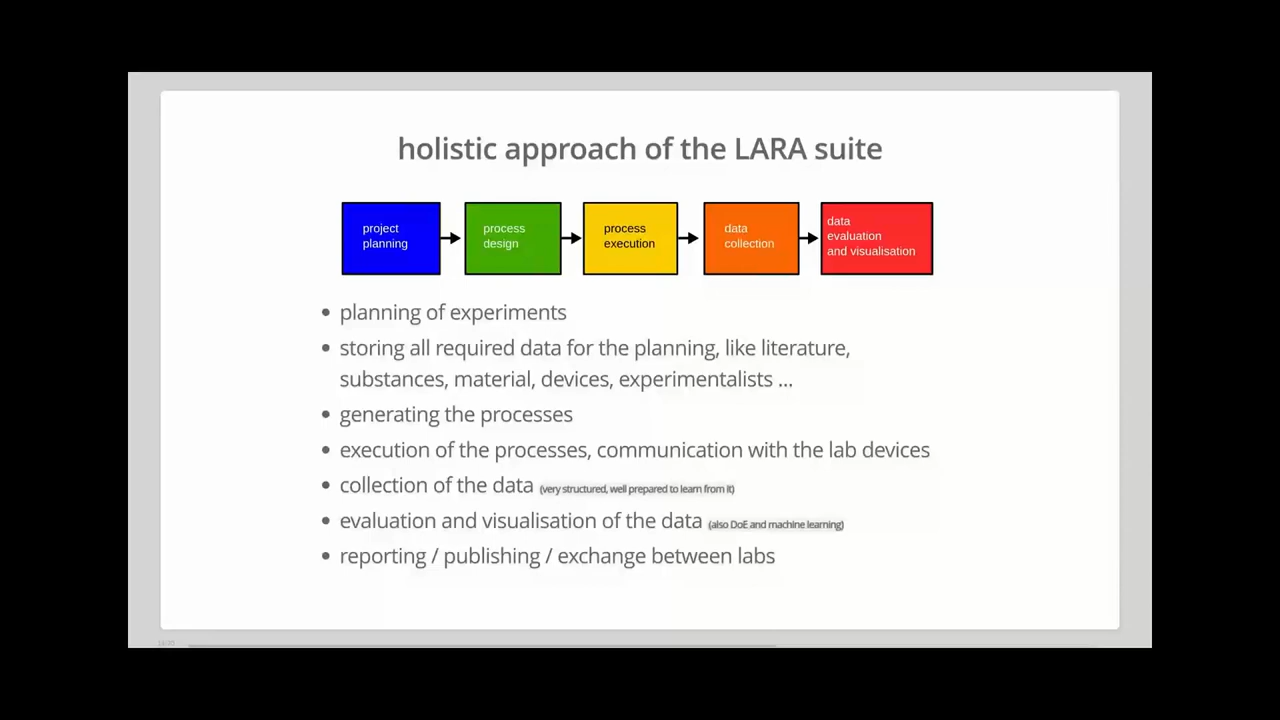 holistic approach of the LARA suite
project
planning
process
design
process
execution
data
collection
data
evaluation
and visualisation
• planning of experiments
• storing all required data for the planning, like literature,
substances, material, devices, experimentalists ...
• generating the processes
• execution of the processes, communication with the lab devices
• collection of the data (very structured, well prepared to learn from it)
• evaluation and visualisation of the data (also DoE and machine learning)
• reporting / publishing / exchange between labs